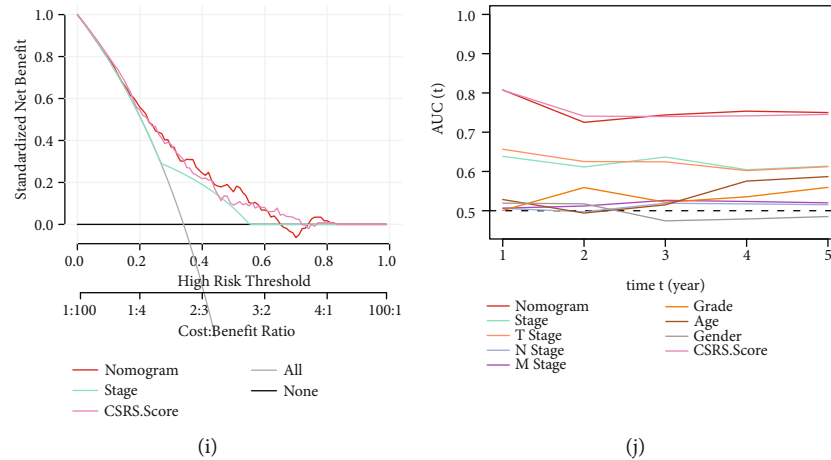 Standardized Net Benefit
1.0
0.8
0.6
0.4
0.2
0.0
0.0 0.2 0.4 0.6 0.8 1.0
High Risk Threshold
1:100 1:4 2:3 3:2 4:1 100:1
Cost:Benefit Ratio
Nomogram
Stage
CSRS.Score
All
None
(i)
AUC (t)
1.0
0.9
0.8
0.7
0.6
0.5
1 2 3 4 5
time t (year)
Nomogram
Stage
T Stage
N Stage
M Stage
Grade
Age
Gender
CSRS.Score
(j)